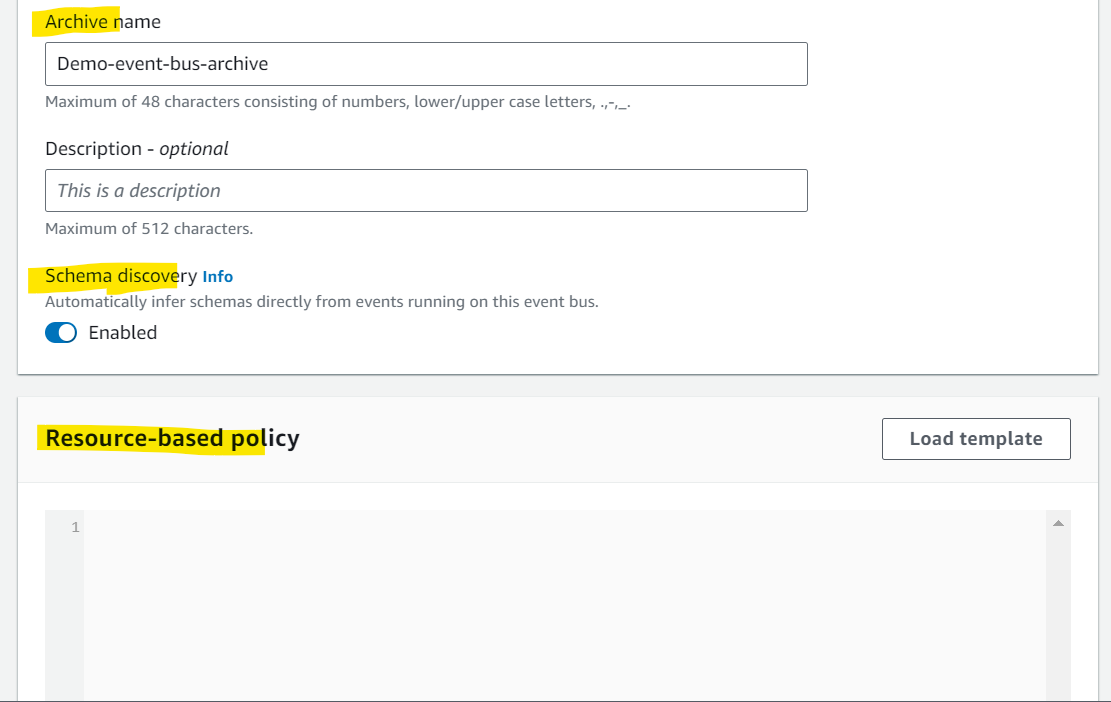 Archive name
Demo-event-bus-archive
Maximum of 48 characters consisting of numbers, lower/upper case letters, .,-,_.
Description - optional
This is a description
Maximum of 512 characters.
Schema discovery Info
Automatically infer schemas directly from events running on this event bus.
Enabled
Resource-based policy
Load template
1